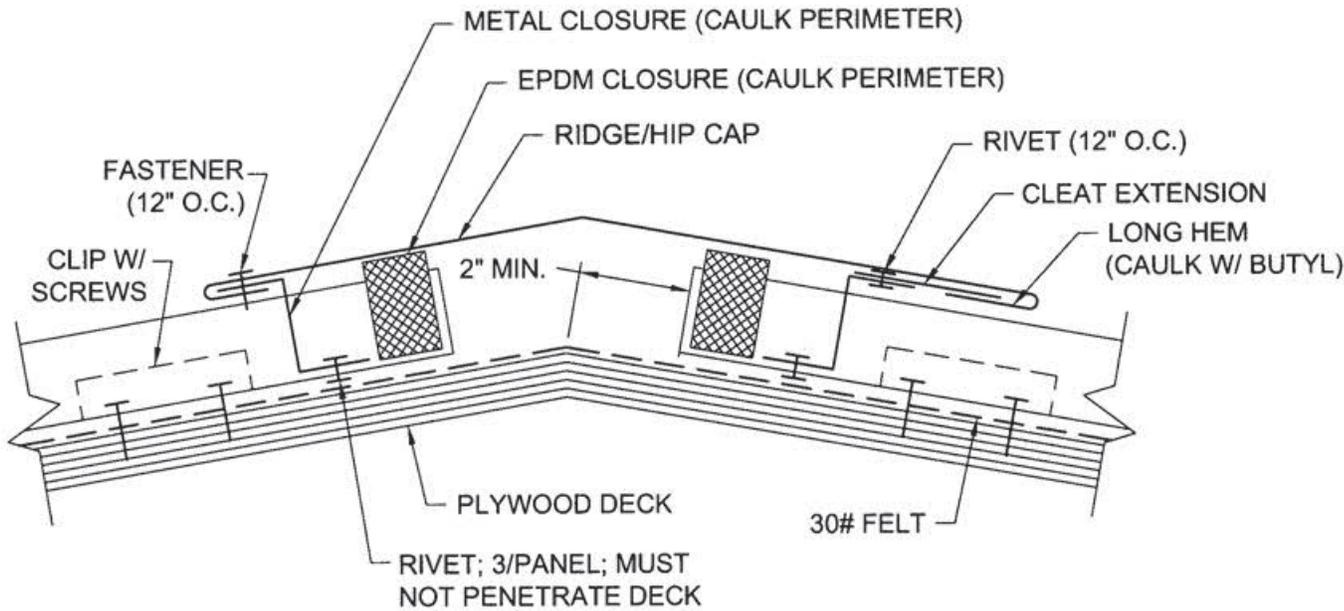 METAL CLOSURE (CAULK PERIMETER)
EPDM CLOSURE (CAULK PERIMETER)
RIDGE/HIP CAP
RIVET (12" O.C.)
FASTENER
(12" O.C.)
CLEAT EXTENSION
LONG HEM
(CAULK W/ BUTYL)
CLIP W/
SCREWS
2" MIN.
PLYWOOD DECK
30# FELT
RIVET; 3/PANEL; MUST
NOT PENETRATE DECK